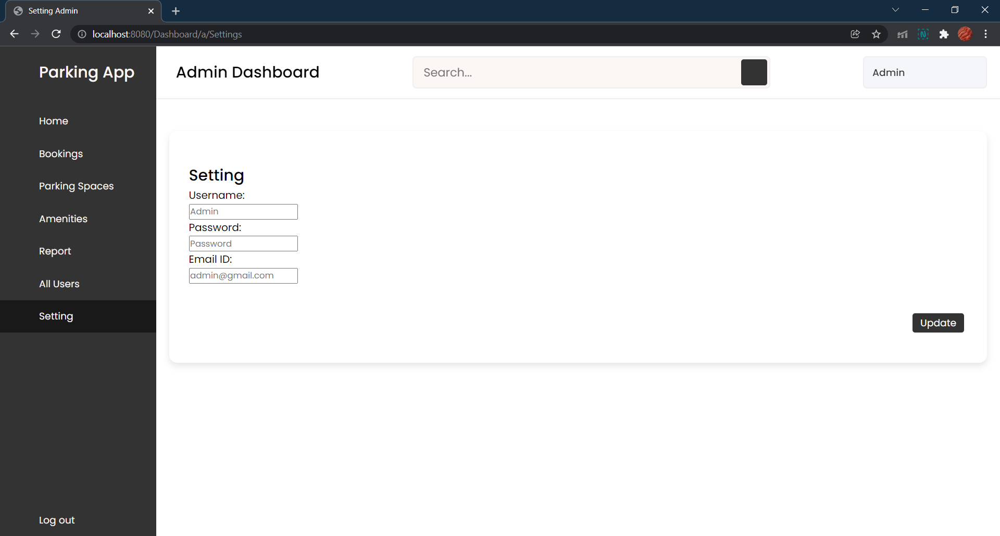 Setting Admin
localhost:8080/Dashboard/a/Settings
Parking App
Admin Dashboard
Search...
Admin
Home
Bookings
Parking Spaces
Amenities
Report
All Users
Setting
Log out
Setting
Username:
Admin
Password:
Password
Email ID:
admin@gmail.com
Update